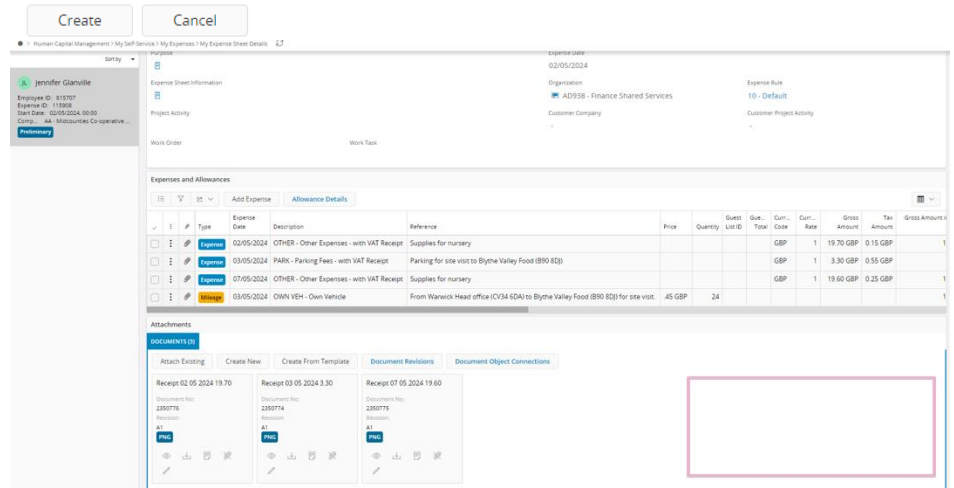 Create Cancel
Human Capital Management > My Self-Service > My Expenses > My Expense Sheet Details
Sort by
Purpose Expense Date
02/05/2024
JL Jennifer Glanville
Expense Sheet Information Organization Expense Rule
Employee ID: 815707
Expense ID: 115908
AD938 - Finance Shared Services 10 - Default
Start Date: 02/05/2024, 00:00
Comp... AA - Midcounties Co-operative ...
Project Activity Customer Company Customer Project Activity
Preliminary
- -
Work Order Work Task
Expenses and Allowances
Add Expense Allowance Details
Type Expense Date Description Reference Price Quantity Guest List ID Gue... Total Curr... Code Curr... Rate Gross Amount Tax Amount Gross Amount
Expense 02/05/2024 OTHER - Other Expenses - with VAT Receipt Supplies for nursery GBP 1 19.70 GBP 0.15 GBP 1
Expense 03/05/2024 PARK - Parking Fees - with VAT Receipt Parking for site visit to Blythe Valley Food (B90 8DJ) GBP 1 3.30 GBP 0.55 GBP
Expense 07/05/2024 OTHER - Other Expenses - with VAT Receipt Supplies for nursery GBP 1 19.60 GBP 0.25 GBP 1
Mileage 03/05/2024 OWN VEH - Own Vehicle From Warwick Head office (CV34 6DA) to Blythe Valley Food (B90 8DJ) for site visit. .45 GBP 24 1
Attachments
DOCUMENTS (3)
Attach Existing Create New Create From Template Document Revisions Document Object Connections
Receipt 02 05 2024 19.70 Receipt 03 05 2024 3.30 Receipt 07 05 2024 19.60
Document No: Document No: Document No:
2350776 2350774 2350775
Revision: Revision: Revision:
A1 A1 A1
PNG PNG PNG